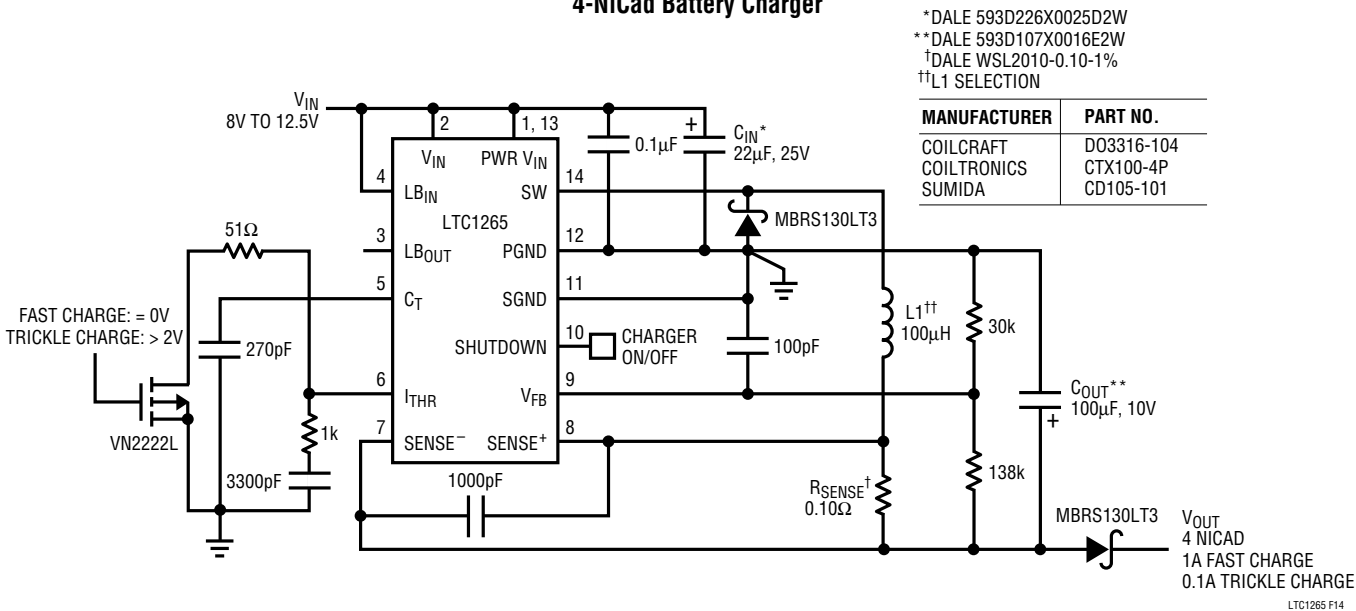 4-NiCad Battery Charger
*DALE 593D226X0025D2W
**DALE 593D107X0016E2W
†DALE WSL2010-0.10-1%
††L1 SELECTION
MANUFACTURER PART NO.
COILCRAFT DO3316-104
COILTRONICS CTX100-4P
SUMIDA CD105-101
VIN
8V TO 12.5V
2
1, 13
VIN
PWR VIN
0.1µF
+
CIN*
22µF, 25V
4
LBIN
SW
14
LTC1265
MBRS130LT3
51Ω
3
LBOUT
PGND
12
5
CT
SGND
11
FAST CHARGE: = 0V
TRICKLE CHARGE: > 2V
270pF
SHUTDOWN
10
CHARGER
ON/OFF
100pF
L1††
100µH
30k
6
ITHR
VFB
9
COUT**
100µF, 10V
+
VN2222L
1k
7
SENSE–
SENSE+
8
3300pF
1000pF
RSENSE†
0.10Ω
138k
MBRS130LT3
VOUT
4 NICAD
1A FAST CHARGE
0.1A TRICKLE CHARGE
LTC1265 F14